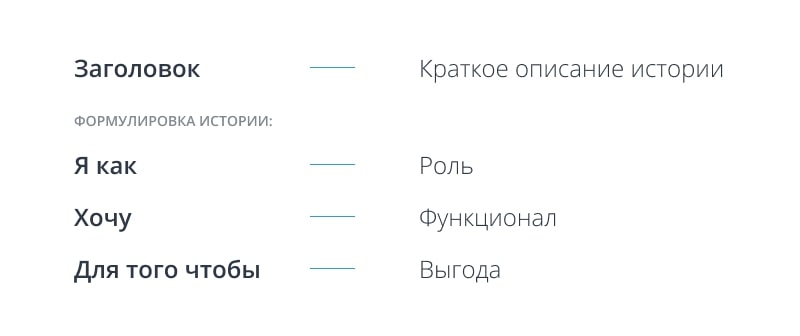 Заголовок — Краткое описание истории
ФОРМУЛИРОВКА ИСТОРИИ:
Я как — Роль
Хочу — Функционал
Для того чтобы — Выгода